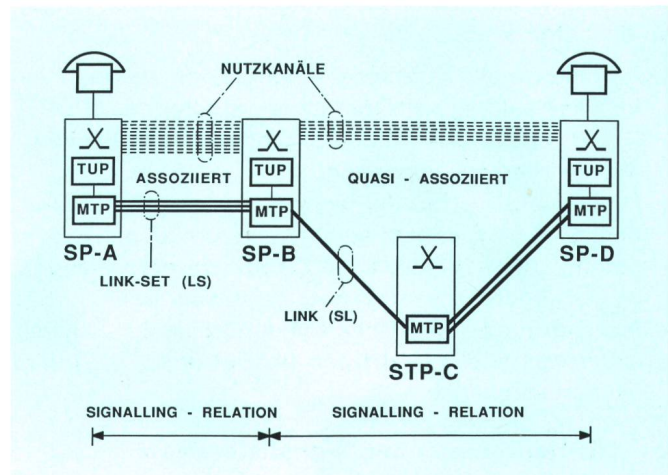 NUTZKANÄLE
TUP
TUP
TUP
ASSOZIIERT
QUASI - ASSOZIIERT
MTP
MTP
MTP
SP-A
SP-B
SP-D
LINK-SET (LS)
LINK (SL)
MTP
STP-C
SIGNALLING - RELATION
SIGNALLING - RELATION